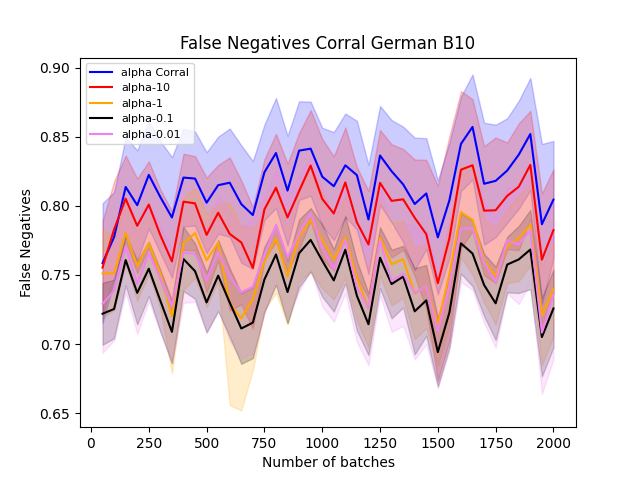 False Negatives Corral German B10
0.90
0.85
0.80
0.75
0.70
0.65
False Negatives
alpha Corral
alpha-10
alpha-1
alpha-0.1
alpha-0.01
0 250 500 750 1000 1250 1500 1750 2000
Number of batches